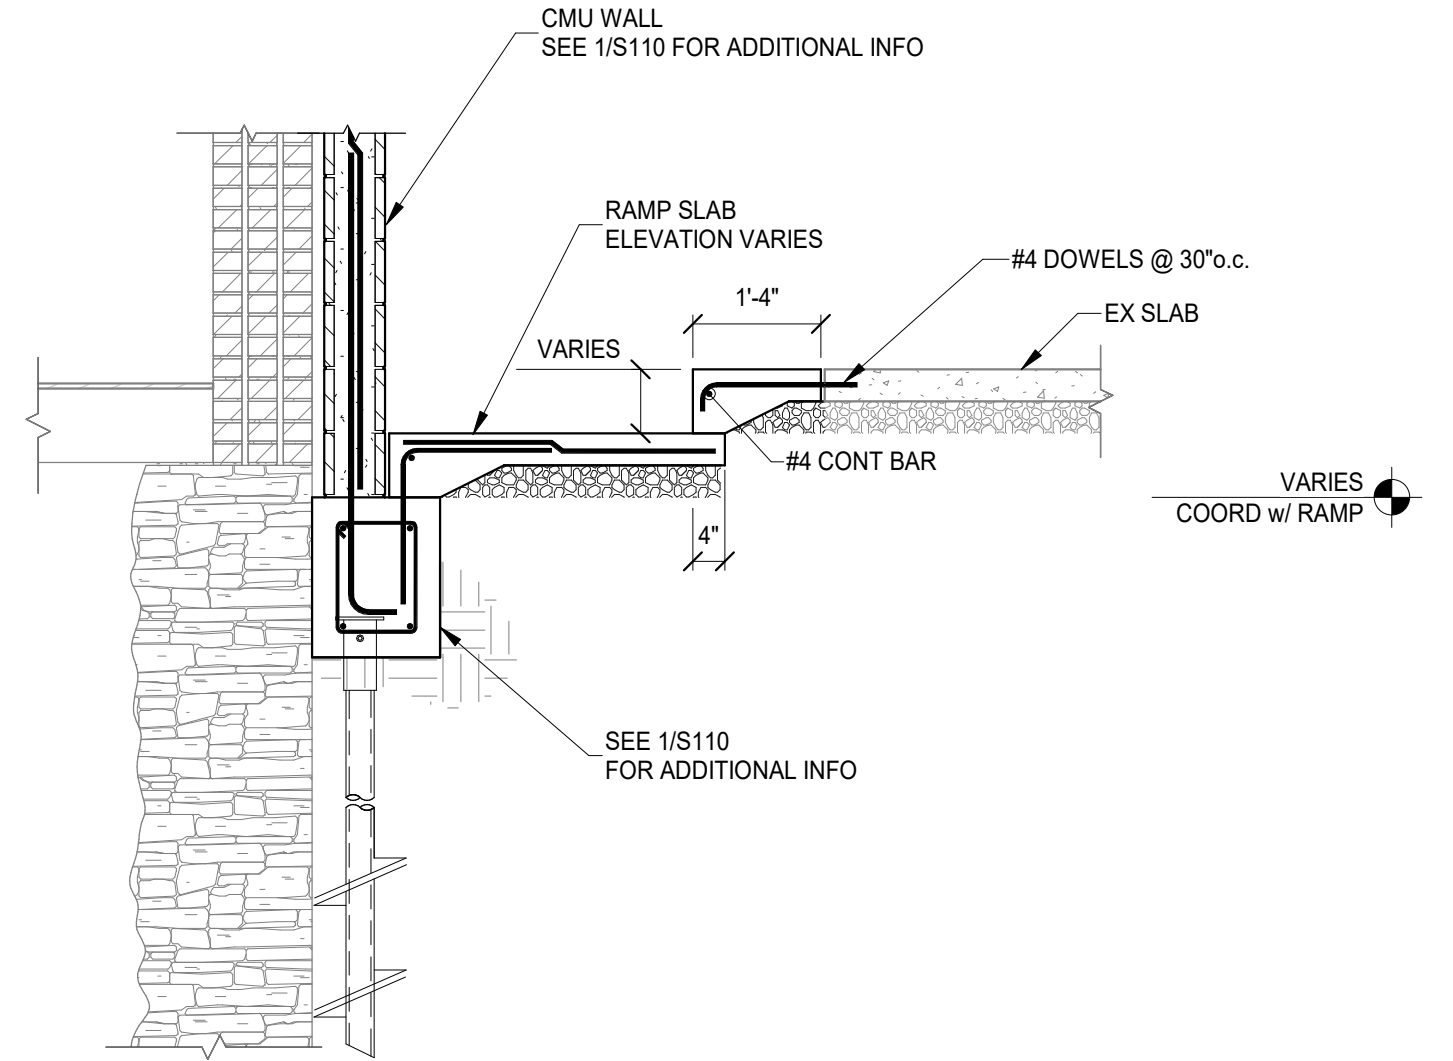 CMU WALL
SEE 1/S110 FOR ADDITIONAL INFO
RAMP SLAB
ELEVATION VARIES
#4 DOWELS @ 30"o.c.
1'-4"
EX SLAB
VARIES
#4 CONT BAR
VARIES
COORD w/ RAMP
4"
SEE 1/S110
FOR ADDITIONAL INFO